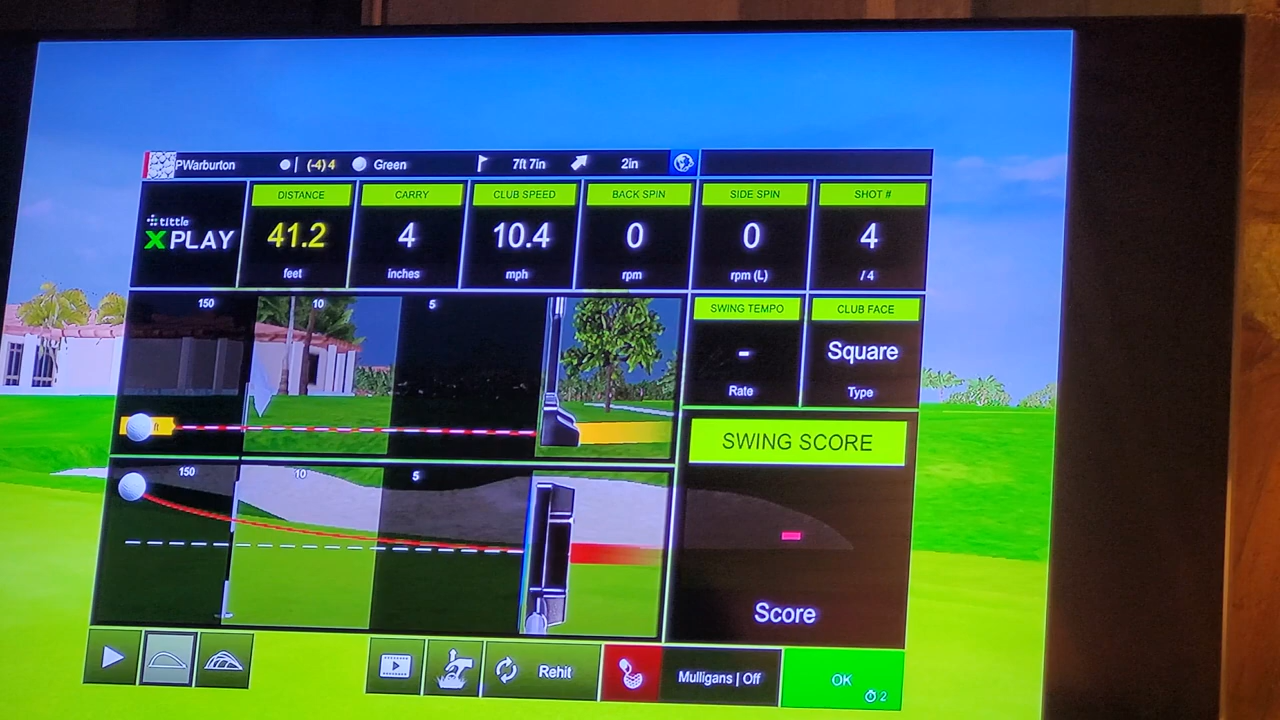 PWarburton (-4) 4 Green 7ft 7in 2in
tittle
X PLAY
DISTANCE
41.2
feet
CARRY
4
inches
CLUB SPEED
10.4
mph
BACK SPIN
0
rpm
SIDE SPIN
0
rpm (L)
SHOT #
4
/ 4
150 10 5
ft
SWING TEMPO
-
Rate
CLUB FACE
Square
Type
150 10 5
SWING SCORE
-
Score
Rehit
Mulligans | Off
OK
2